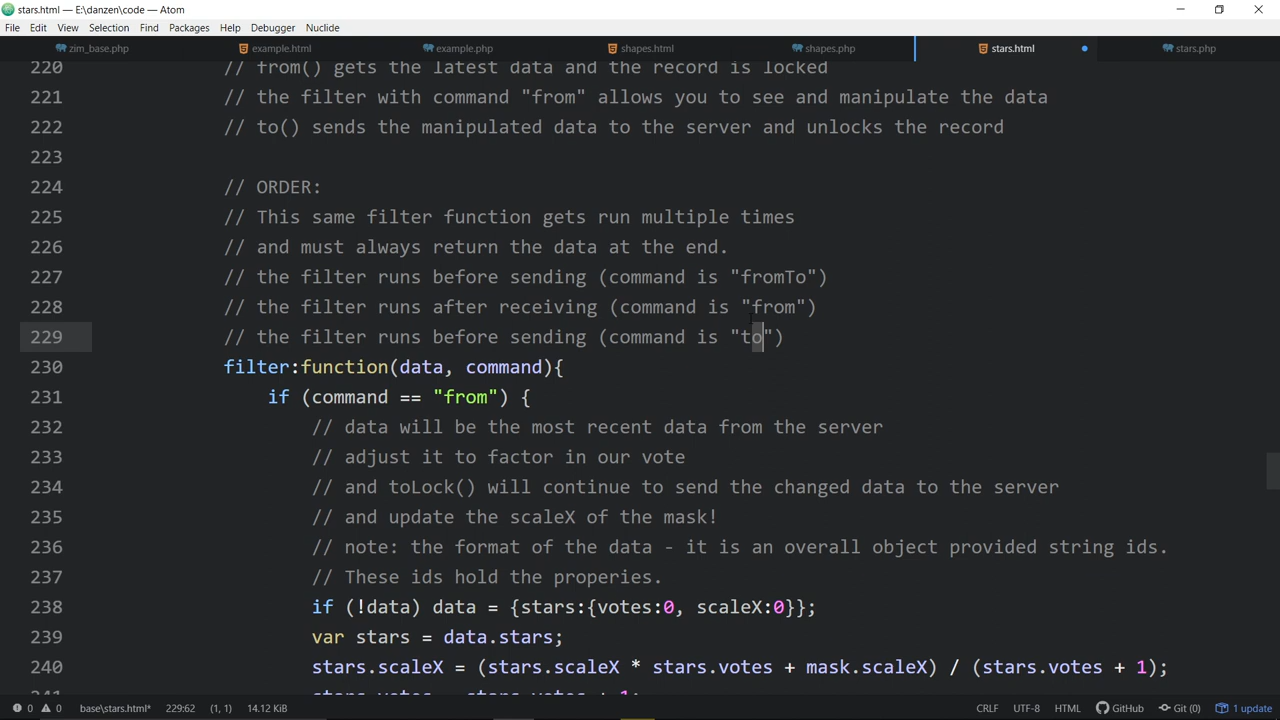 stars.html — E:\danzen\code — Atom
File Edit View Selection Find Packages Help Debugger Nuclide
zim_base.php example.html example.php shapes.html shapes.php stars.html stars.php
220 // from() gets the latest data and the record is locked
221 // the filter with command "from" allows you to see and manipulate the data
222 // to() sends the manipulated data to the server and unlocks the record
223
224 // ORDER:
225 // This same filter function gets run multiple times
226 // and must always return the data at the end.
227 // the filter runs before sending (command is "fromTo")
228 // the filter runs after receiving (command is "from")
229 // the filter runs before sending (command is "to")
230 filter:function(data, command){
231 if (command == "from") {
232 // data will be the most recent data from the server
233 // adjust it to factor in our vote
234 // and toLock() will continue to send the changed data to the server
235 // and update the scaleX of the mask!
236 // note: the format of the data - it is an overall object provided string ids.
237 // These ids hold the properies.
238 if (!data) data = {stars:{votes:0, scaleX:0}};
239 var stars = data.stars;
240 stars.scaleX = (stars.scaleX * stars.votes + mask.scaleX) / (stars.votes + 1);
241 stars.votes = stars.votes + 1;
0 0 base\stars.html* 229:62 (1, 1) 14.12 KiB CRLF UTF-8 HTML GitHub Git (0) 1 update